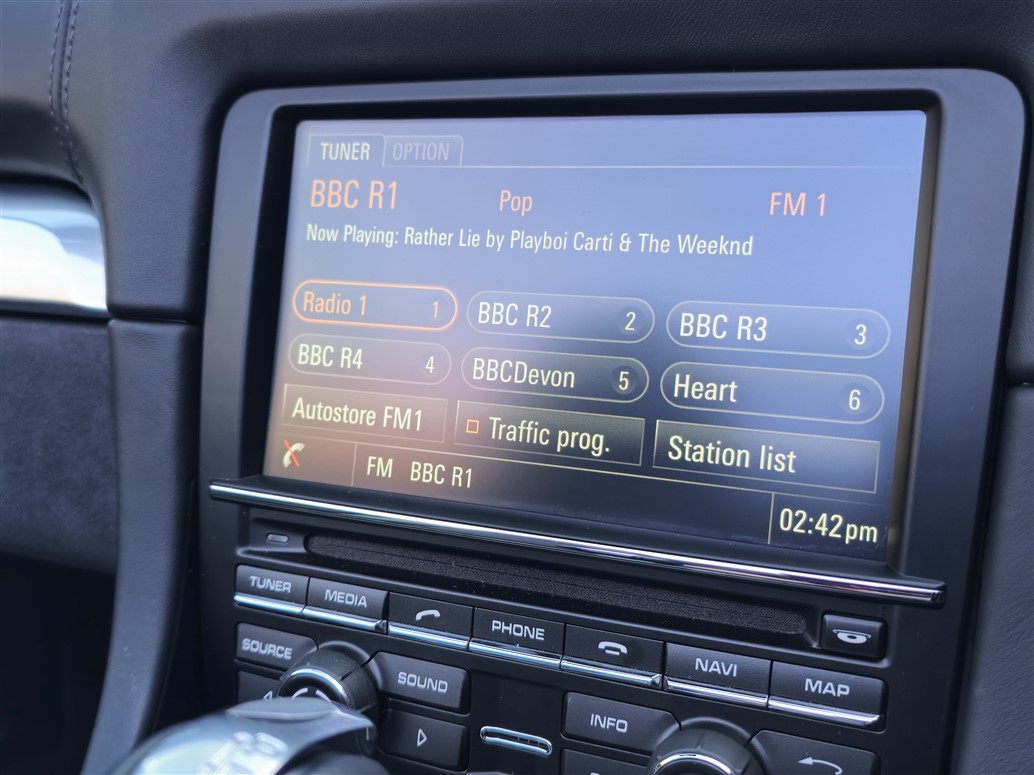 TUNER OPTION
BBC R1 Pop FM 1
Now Playing: Rather Lie by Playboi Carti & The Weeknd
Radio 1 1 BBC R2 2 BBC R3 3
BBC R4 4 BBCDevon 5 Heart 6
Autostore FM1 Traffic prog. Station list
FM BBC R1
02:42pm
TUNER MEDIA PHONE NAVI MAP
SOURCE SOUND INFO